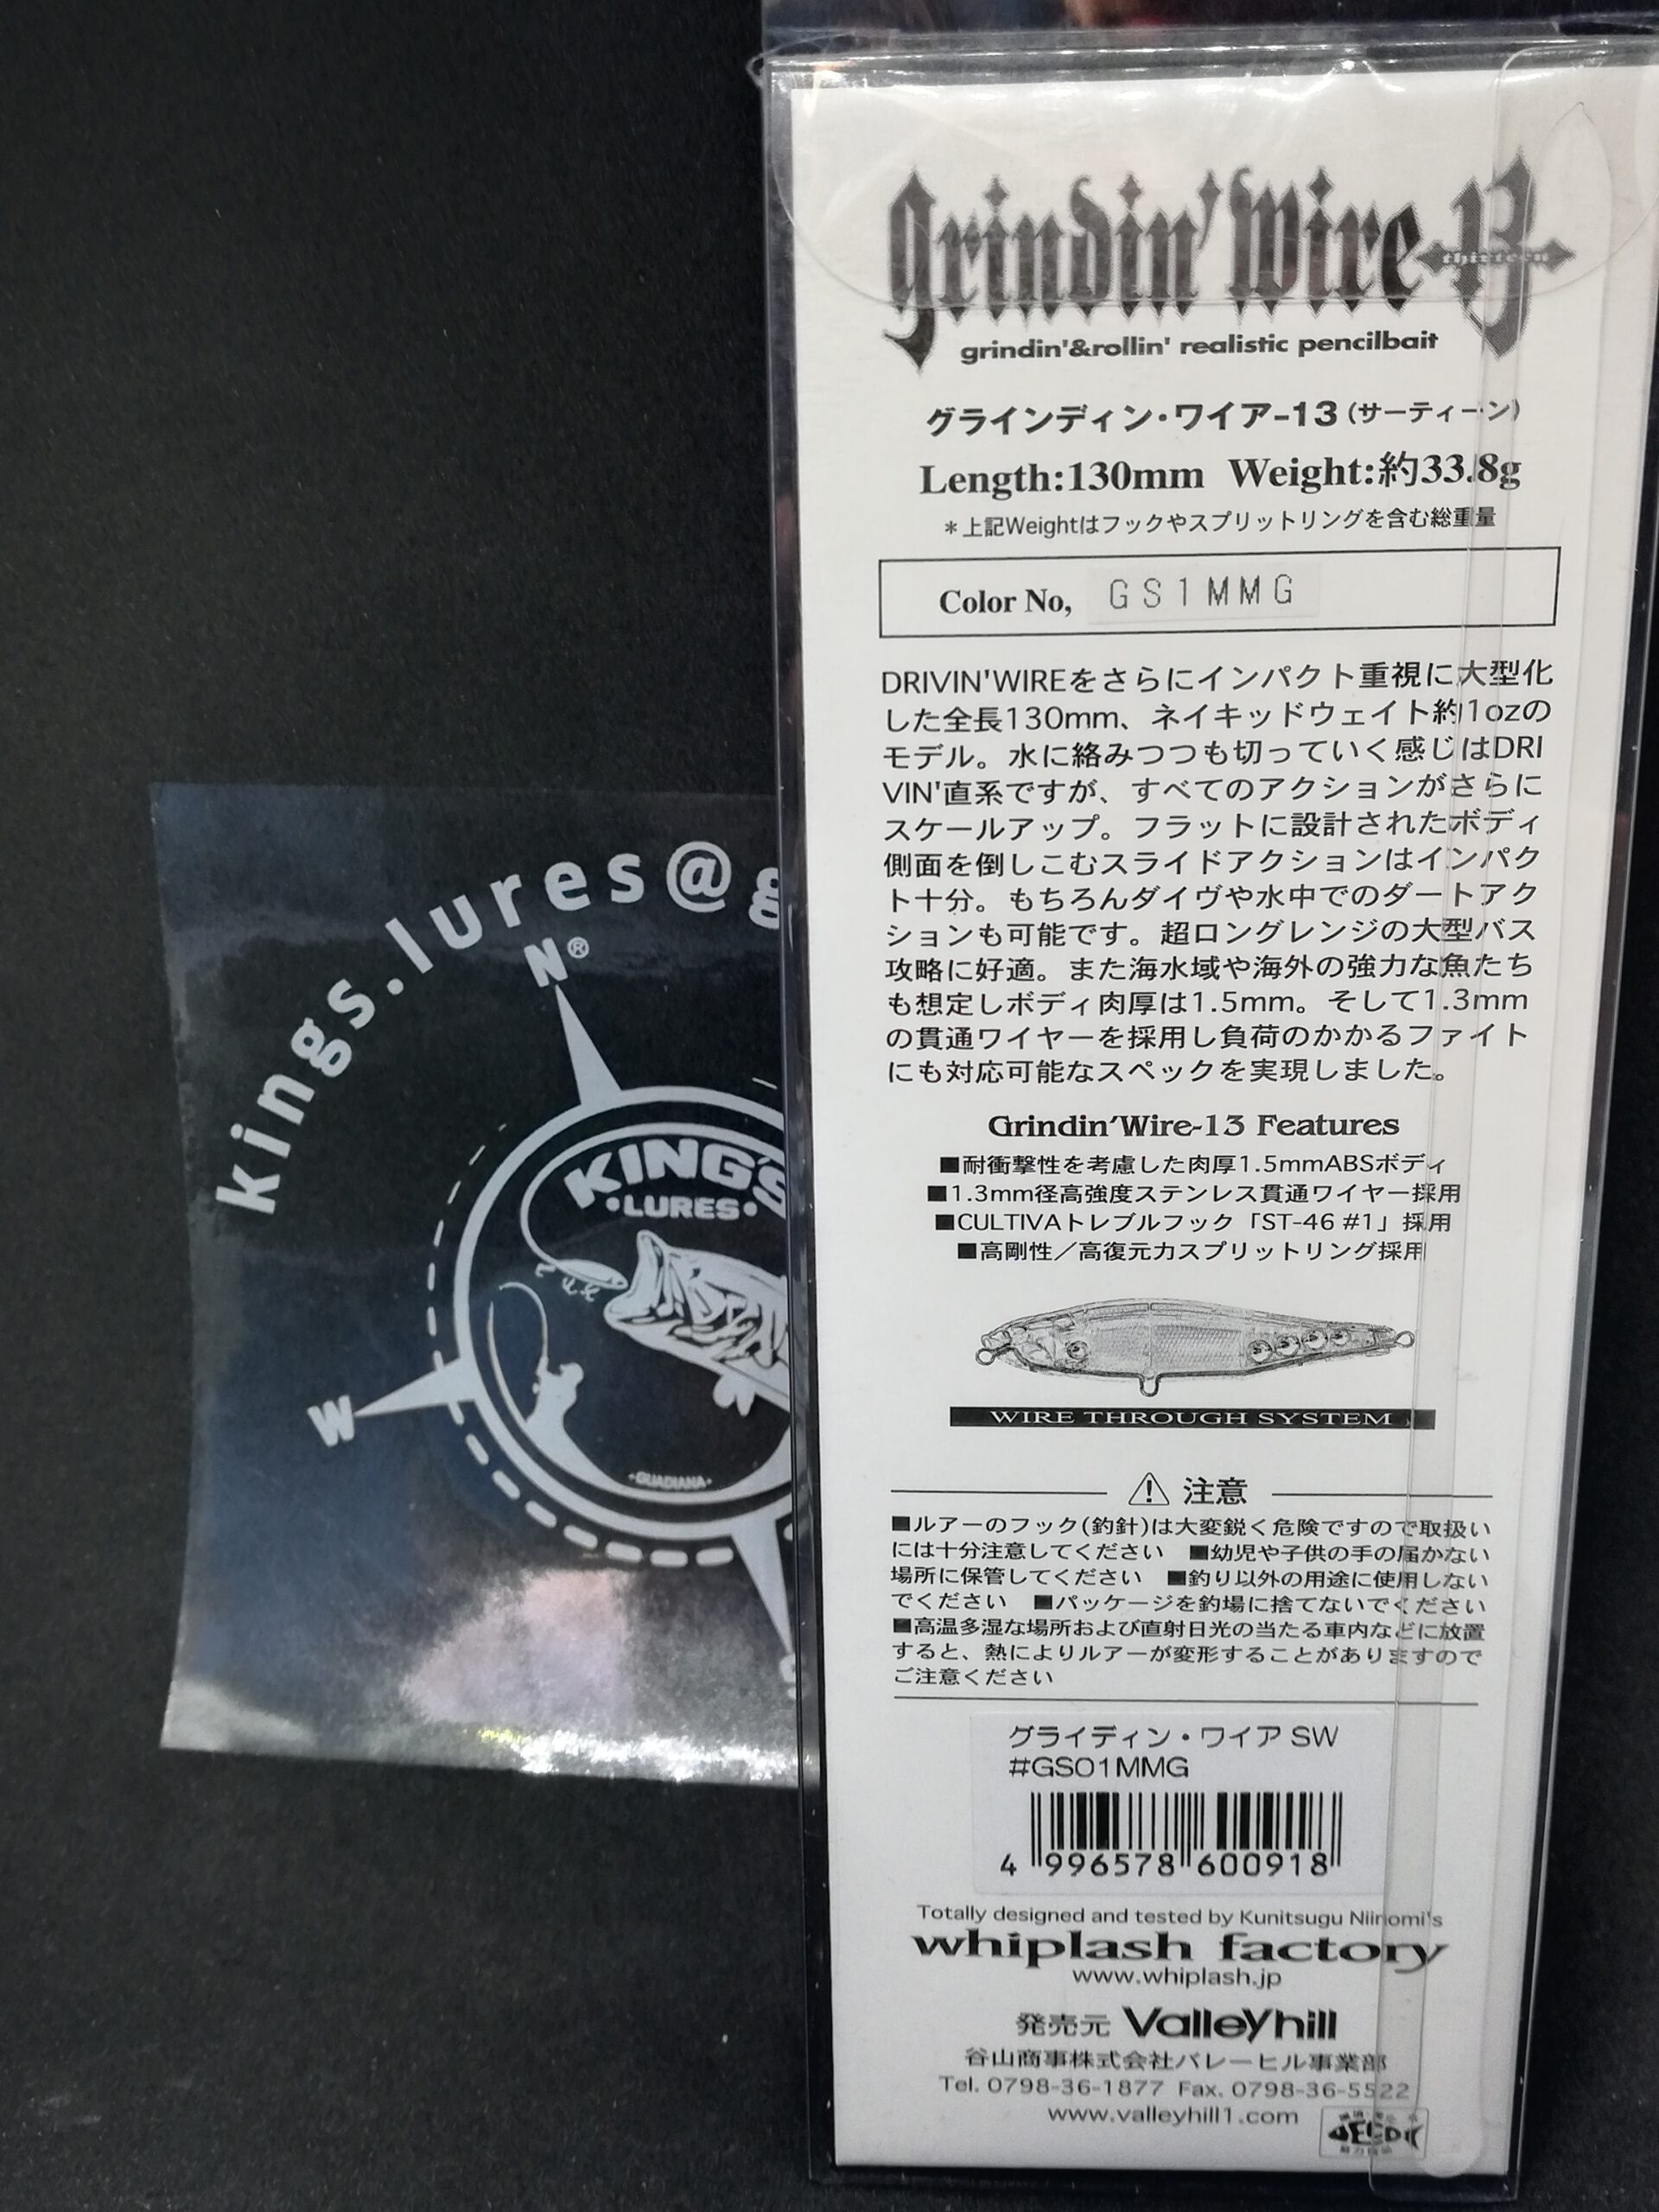 grindin' wire-13
thirteen
grindin'&rollin' realistic pencilbait
グラインディン・ワイア-13（サーティーン）
Length:130mm Weight:約33.8g
＊上記Weightはフックやスプリットリングを含む総重量
Color No, GS1MMG
DRIVIN'WIREをさらにインパクト重視に大型化
した全長130mm、ネイキッドウェイト約1ozの
モデル。水に絡みつつも切っていく感じはDRI
VIN'直系ですが、すべてのアクションがさらに
スケールアップ。フラットに設計されたボディ
側面を倒しこむスライドアクションはインパク
ト十分。もちろんダイヴや水中でのダートアク
ションも可能です。超ロングレンジの大型バス
攻略に好適。また海水域や海外の強力な魚たち
も想定しボディ肉厚は1.5mm。そして1.3mm
の貫通ワイヤーを採用し負荷のかかるファイト
にも対応可能なスペックを実現しました。
Grindin'Wire-13 Features
■耐衝撃性を考慮した肉厚1.5mmABSボディ
■1.3mm径高強度ステンレス貫通ワイヤー採用
■CULTIVAトレブルフック「ST-46 #1」採用
■高剛性／高復元力スプリットリング採用
WIRE THROUGH SYSTEM
注意
■ルアーのフック(釣針)は大変鋭く危険ですので取扱い
には十分注意してください ■幼児や子供の手の届かない
場所に保管してください ■釣り以外の用途に使用しない
でください ■パッケージを釣場に捨てないでください
■高温多湿な場所および直射日光の当たる車内などに放置
すると、熱によりルアーが変形することがありますので
ご注意ください
グライディン・ワイア SW
#GS01MMG
4 996578 600918
Totally designed and tested by Kunitsugu Niinomi's
whiplash factory
www.whiplash.jp
発売元 Valleyhill
谷山商事株式会社バレーヒル事業部
Tel. 0798-36-1877 Fax. 0798-36-5522
www.valleyhill1.com
kings.lures@g
N®
W
KING'S
•LURES•
•GUADIANA•